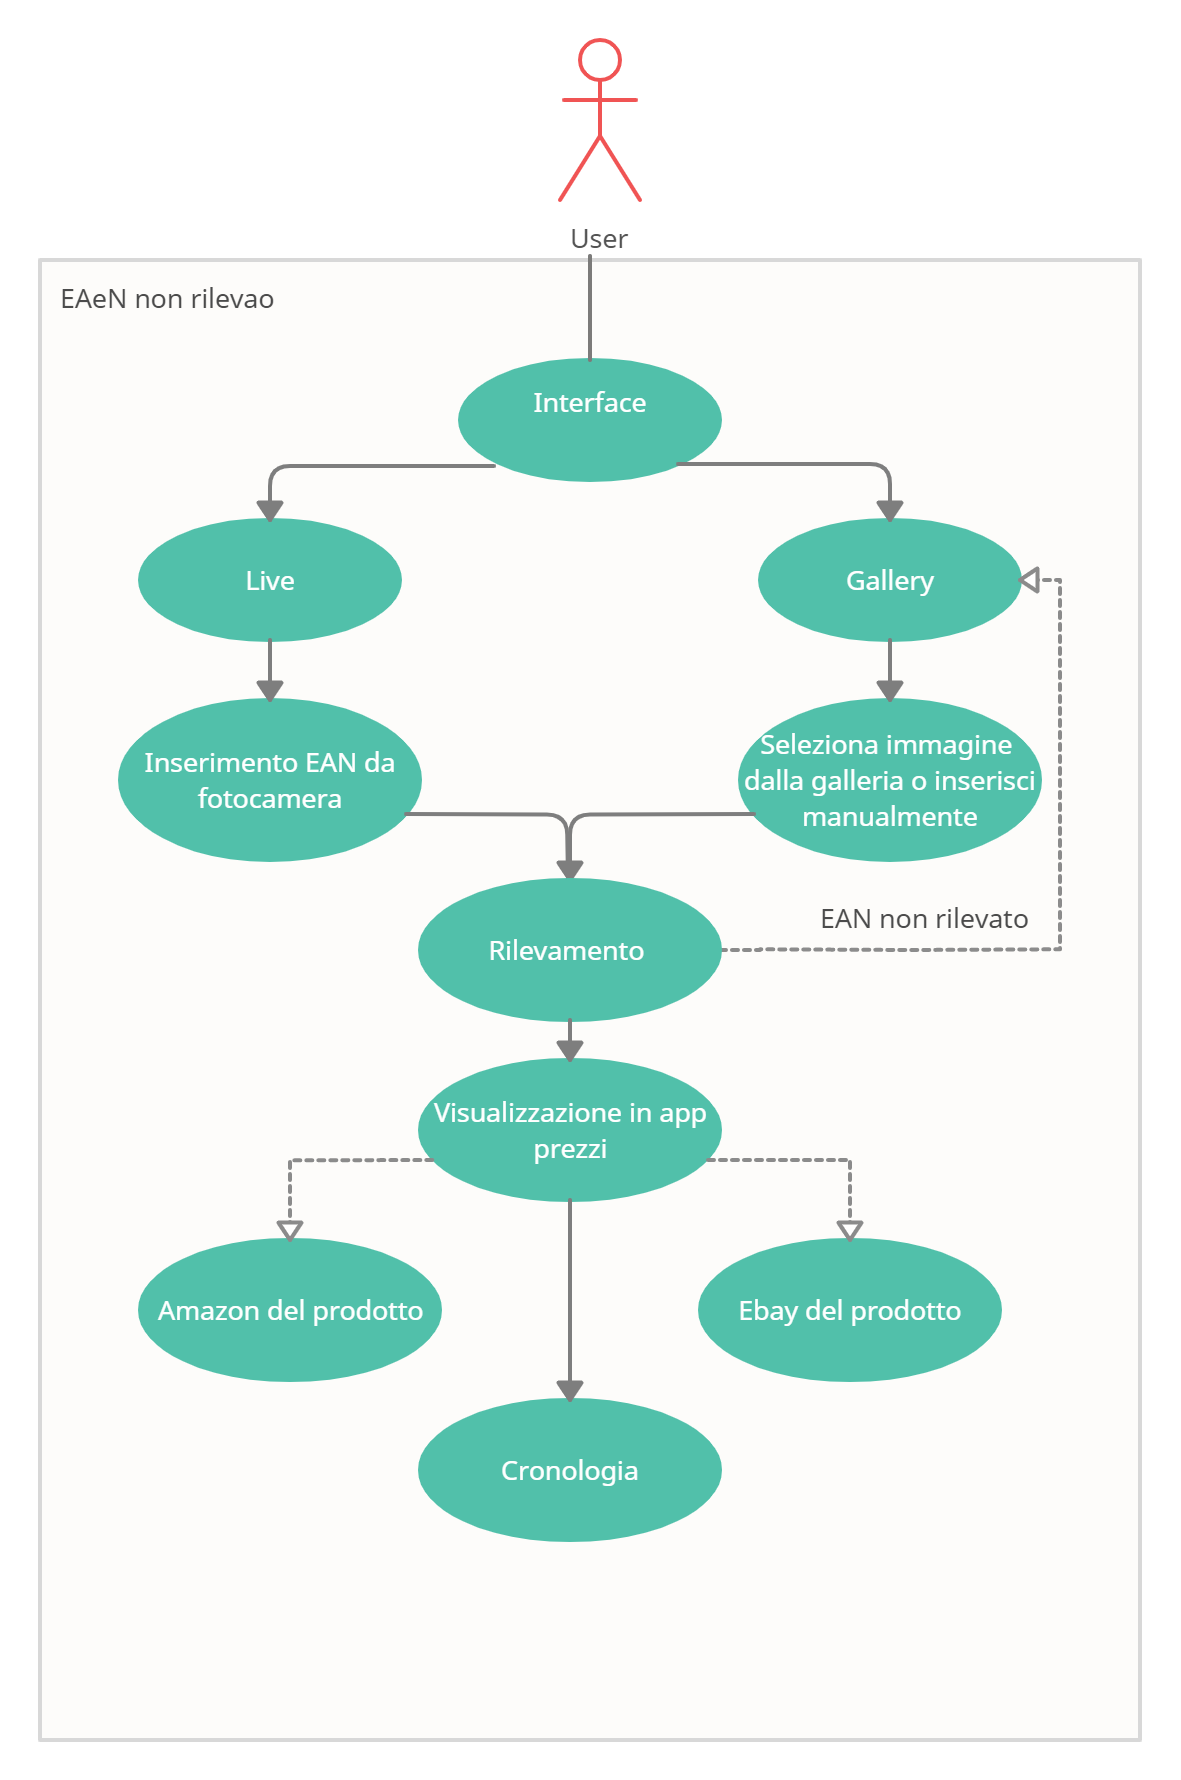 User
EAeN non rilevao
Interface
Live
Gallery
Inserimento EAN da
fotocamera
Seleziona immagine
dalla galleria o inserisci
manualmente
EAN non rilevato
Rilevamento
Visualizzazione in app
prezzi
Amazon del prodotto
Ebay del prodotto
Cronologia